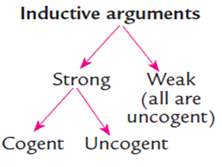 Inductive arguments
Strong Weak
(all are
uncogent)
Cogent Uncogent